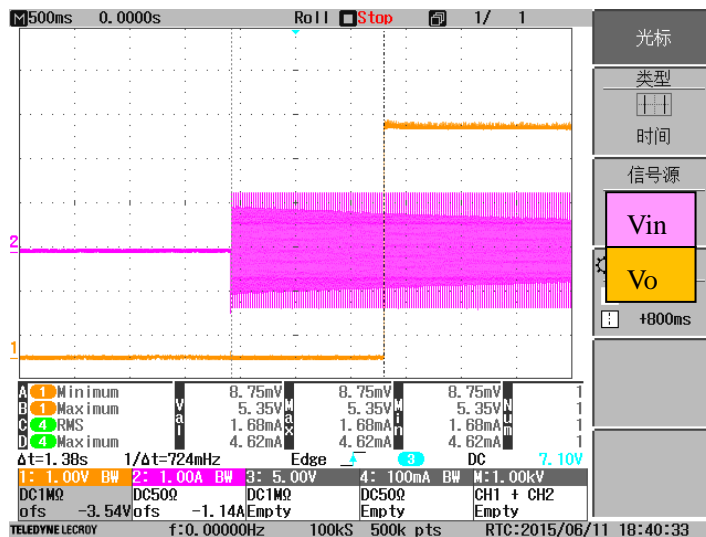 M 500ms 0.0000s Roll Stop 1/ 1
光标
类型
时间
信号源
Vin
Vo
+800ms
2
1
A 1 Minimum Val 8.75mV Max 8.75mV Min 8.75mV Num 1
B 1 Maximum 5.35V 5.35V 5.35V 1
C 4 RMS 1.68mA 1.68mA 1.68mA 1
D 4 Maximum 4.62mA 4.62mA 4.62mA 1
Δt=1.38s 1/Δt=724mHz Edge 3 DC 7.10V
1: 1.00V BW 2: 1.00A BW 3: 5.00V 4: 100mA BW M:1.00kV
DC1MΩ DC50Ω DC1MΩ DC50Ω CH1 + CH2
ofs -3.54V ofs -1.14A Empty Empty Empty
TELEDYNE LECROY f:0.00000Hz 100kS 500k pts RTC:2015/06/11 18:40:33